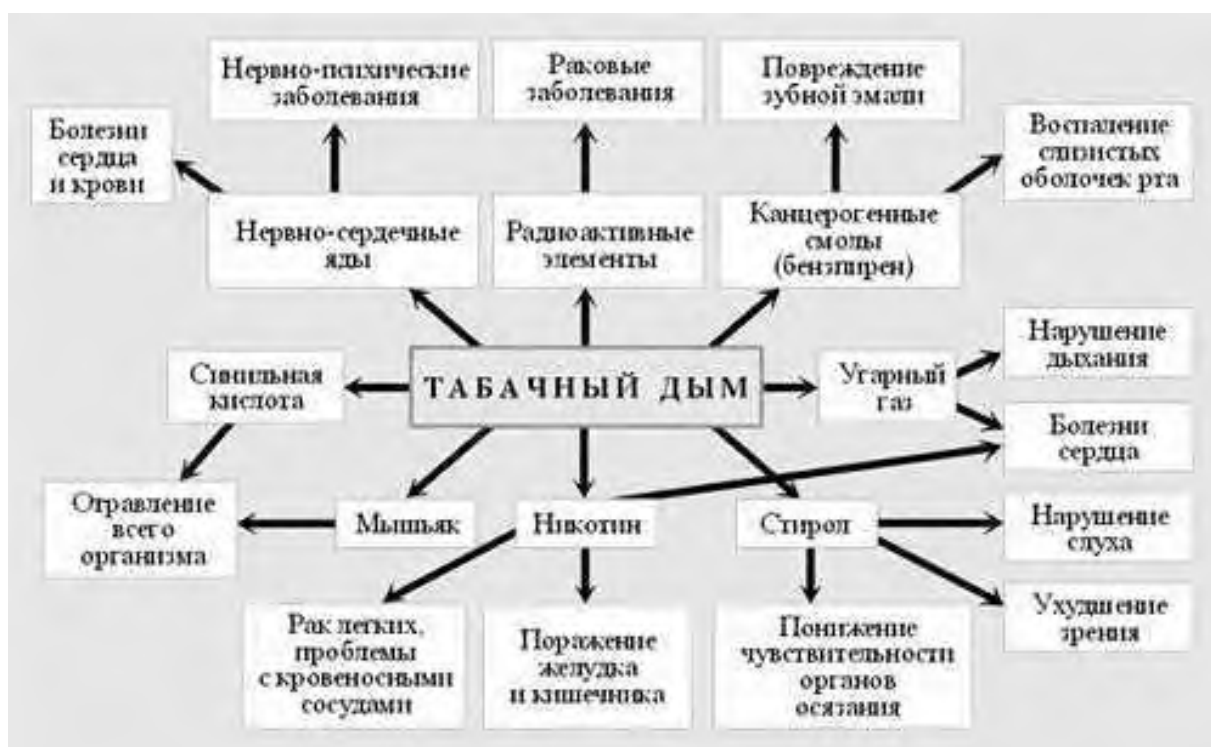 Нервно-психические
заболевания
Раковые
заболевания
Повреждение
зубной эмали
Болезни
сердца
и крови
Воспаление
слизистых
оболочек рта
Нервно-сердечные
яды
Радиоактивные
элементы
Канцерогенные
смолы
(бензпирен)
Синильная
кислота
ТАБАЧНЫЙ ДЫМ
Угарный
газ
Нарушение
дыхания
Болезни
сердца
Отравление
всего
организма
Мышьяк
Никотин
Стирол
Нарушение
слуха
Ухудшение
зрения
Рак легких,
проблемы
с кровеносными
сосудами
Поражение
желудка
и кишечника
Понижение
чувствительности
органов
осязания